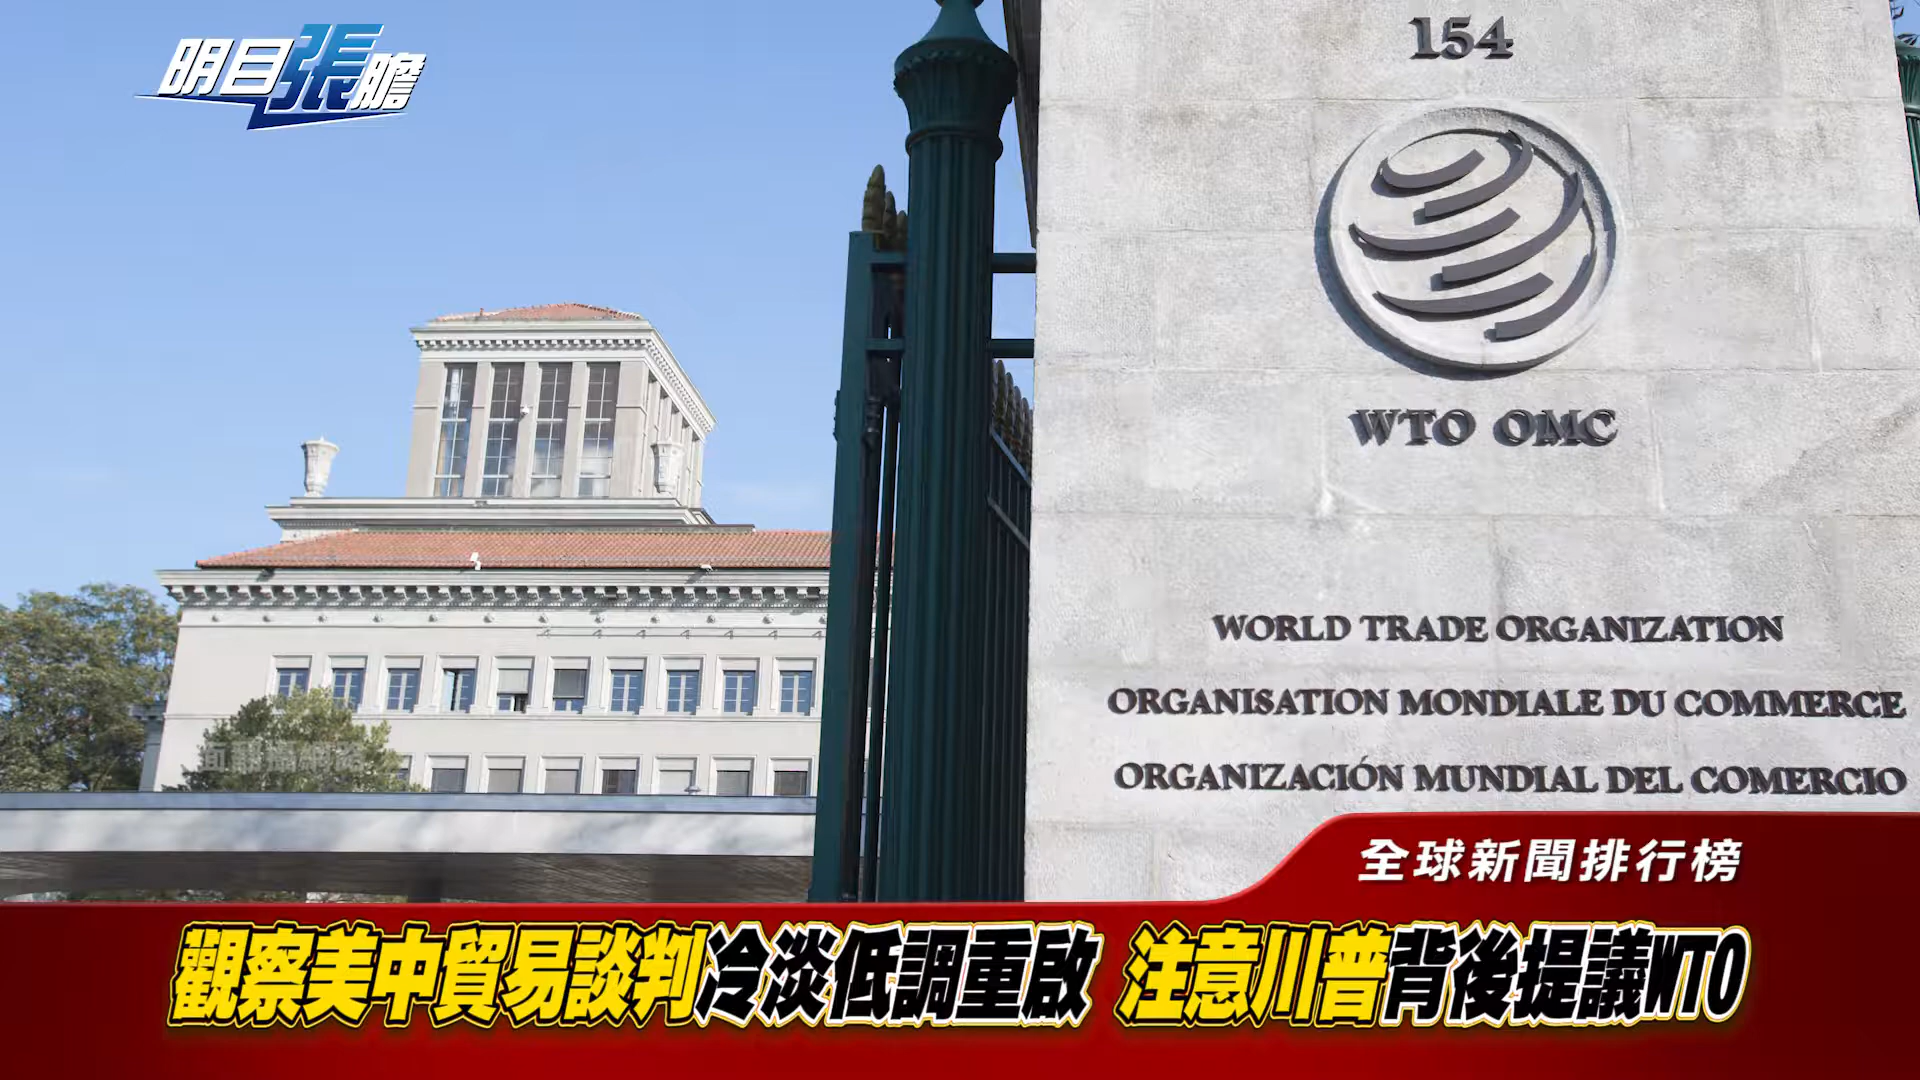 明目張膽
154
WTO OMC
WORLD TRADE ORGANIZATION
ORGANISATION MONDIALE DU COMMERCE
ORGANIZACIÓN MUNDIAL DEL COMERCIO
全球新聞排行榜
觀察美中貿易談判冷淡低調重啟 注意川普背後提議WTO